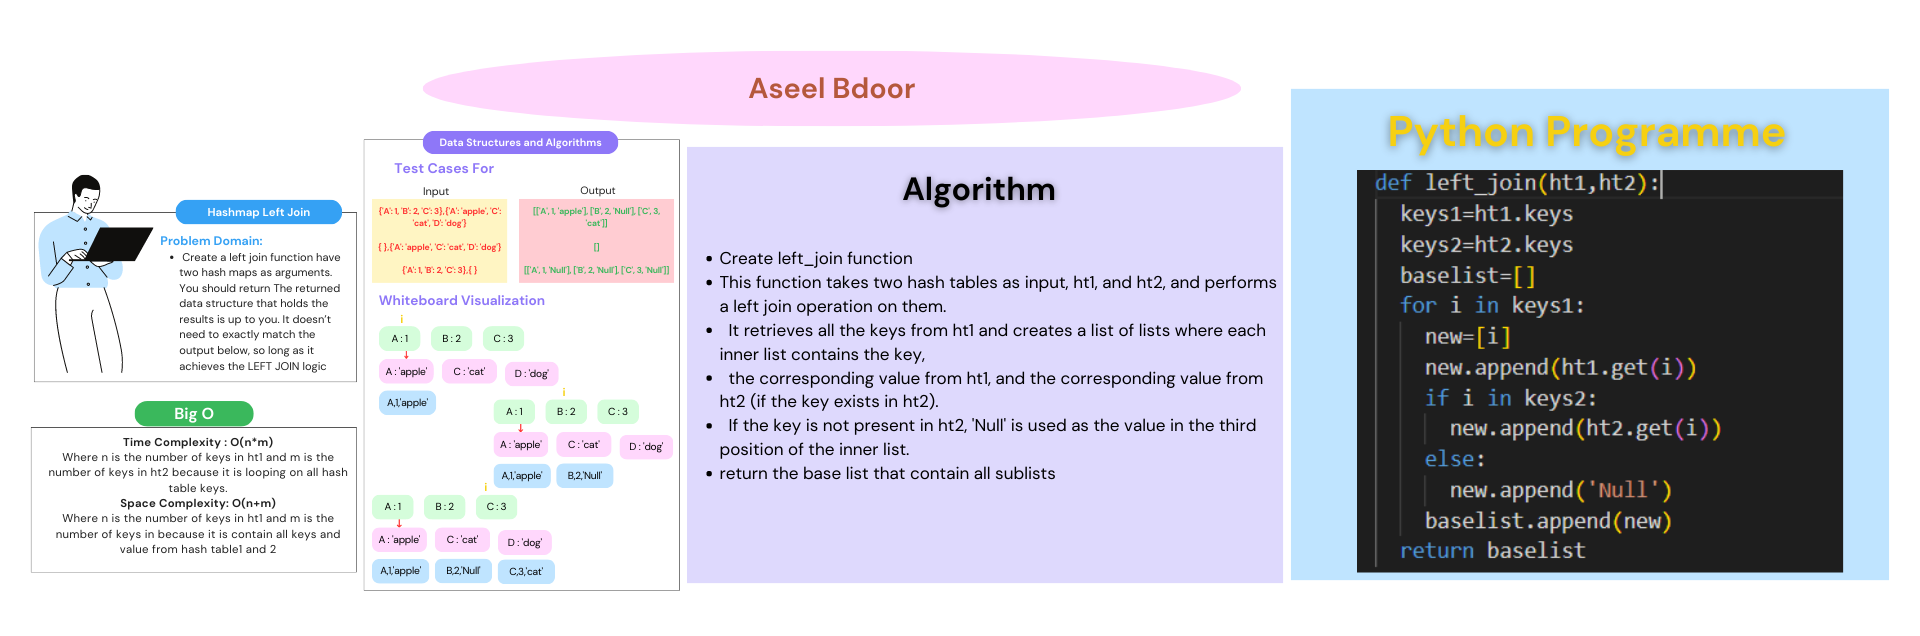 Aseel Bdoor
Hashmap Left Join
Problem Domain:
• Create a left join function have
two hash maps as arguments.
You should return The returned
data structure that holds the
results is up to you. It doesn't
need to exactly match the
output below, so long as it
achieves the LEFT JOIN logic
Big O
Time Complexity : O(n*m)
Where n is the number of keys in ht1 and m is the
number of keys in ht2 because it is looping on all hash
table keys.
Space Complexity: O(n+m)
Where n is the number of keys in ht1 and m is the
number of keys in because it is contain all keys and
value from hash table1 and 2
Data Structures and Algorithms
Test Cases For
Input
{'A': 1, 'B': 2, 'C': 3},{'A': 'apple', 'C':
'cat', 'D': 'dog'}
{ },{'A': 'apple', 'C': 'cat', 'D': 'dog'}
{'A': 1, 'B': 2, 'C': 3},{ }
Output
[['A', 1, 'apple'], ['B', 2, 'Null'], ['C', 3,
'cat']]
[]
[['A', 1, 'Null'], ['B', 2, 'Null'], ['C', 3, 'Null']]
Whiteboard Visualization
i
A : 1 B : 2 C : 3
A : 'apple' C : 'cat' D : 'dog'
A,1,'apple'
i
A : 1 B : 2 C : 3
A : 'apple' C : 'cat' D : 'dog'
A,1,'apple' B,2,'Null'
i
A : 1 B : 2 C : 3
A : 'apple' C : 'cat' D : 'dog'
A,1,'apple' B,2,'Null' C,3,'cat'
Algorithm
• Create left_join function
• This function takes two hash tables as input, ht1, and ht2, and performs
a left join operation on them.
• It retrieves all the keys from ht1 and creates a list of lists where each
inner list contains the key,
• the corresponding value from ht1, and the corresponding value from
ht2 (if the key exists in ht2).
• If the key is not present in ht2, 'Null' is used as the value in the third
position of the inner list.
• return the base list that contain all sublists
Python Programme
def left_join(ht1,ht2):
keys1=ht1.keys
keys2=ht2.keys
baselist=[]
for i in keys1:
new=[i]
new.append(ht1.get(i))
if i in keys2:
new.append(ht2.get(i))
else:
new.append('Null')
baselist.append(new)
return baselist